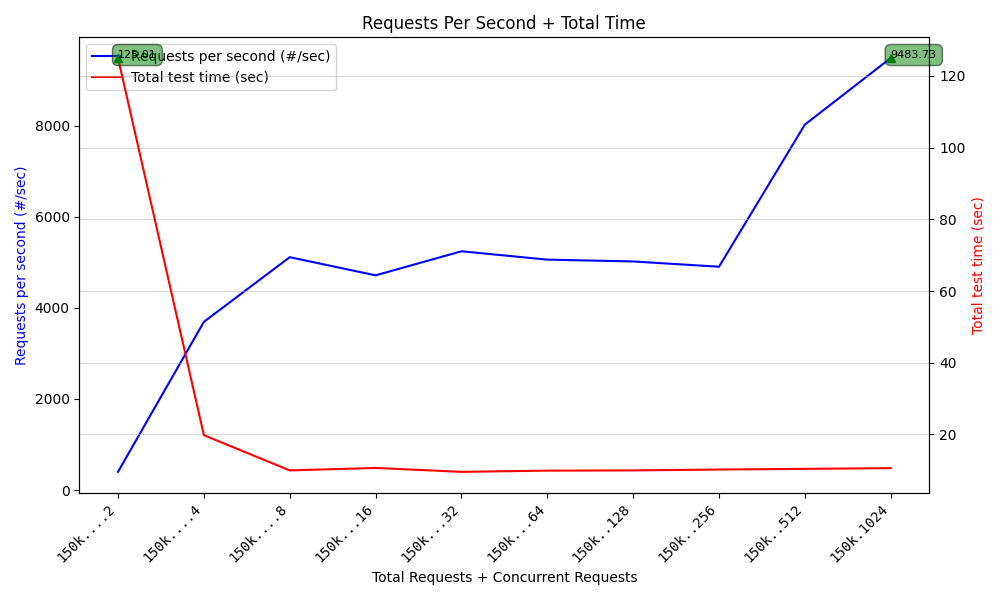 Requests Per Second + Total Time
Requests per second (#/sec)
Total test time (sec)
9483.73
8000
6000
4000
2000
0
Requests per second (#/sec)
120
100
80
60
40
20
Total test time (sec)
150k....2
150k....4
150k....8
150k...16
150k...32
150k...64
150k..128
150k..256
150k..512
150k.1024
Total Requests + Concurrent Requests